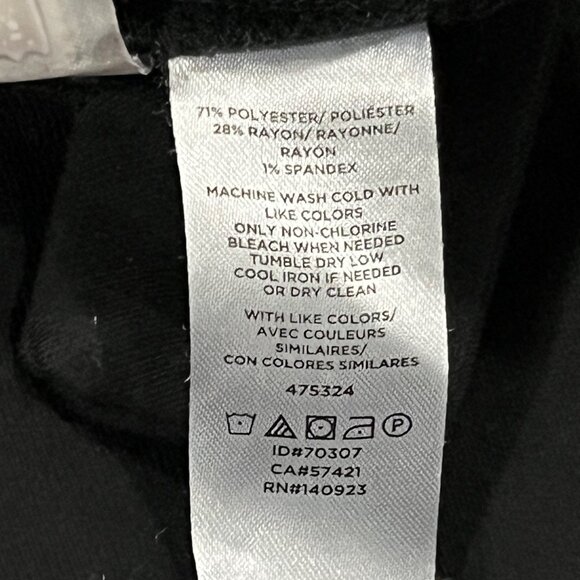 71% POLYESTER/ POLIÉSTER
28% RAYON/ RAYONNE/
RAYÓN
1% SPANDEX
MACHINE WASH COLD WITH
LIKE COLORS
ONLY NON-CHLORINE
BLEACH WHEN NEEDED
TUMBLE DRY LOW
COOL IRON IF NEEDED
OR DRY CLEAN
WITH LIKE COLORS/
AVEC COULEURS
SIMILAIRES/
CON COLORES SIMILARES
475324
P
ID#70307
CA#57421
RN#140923